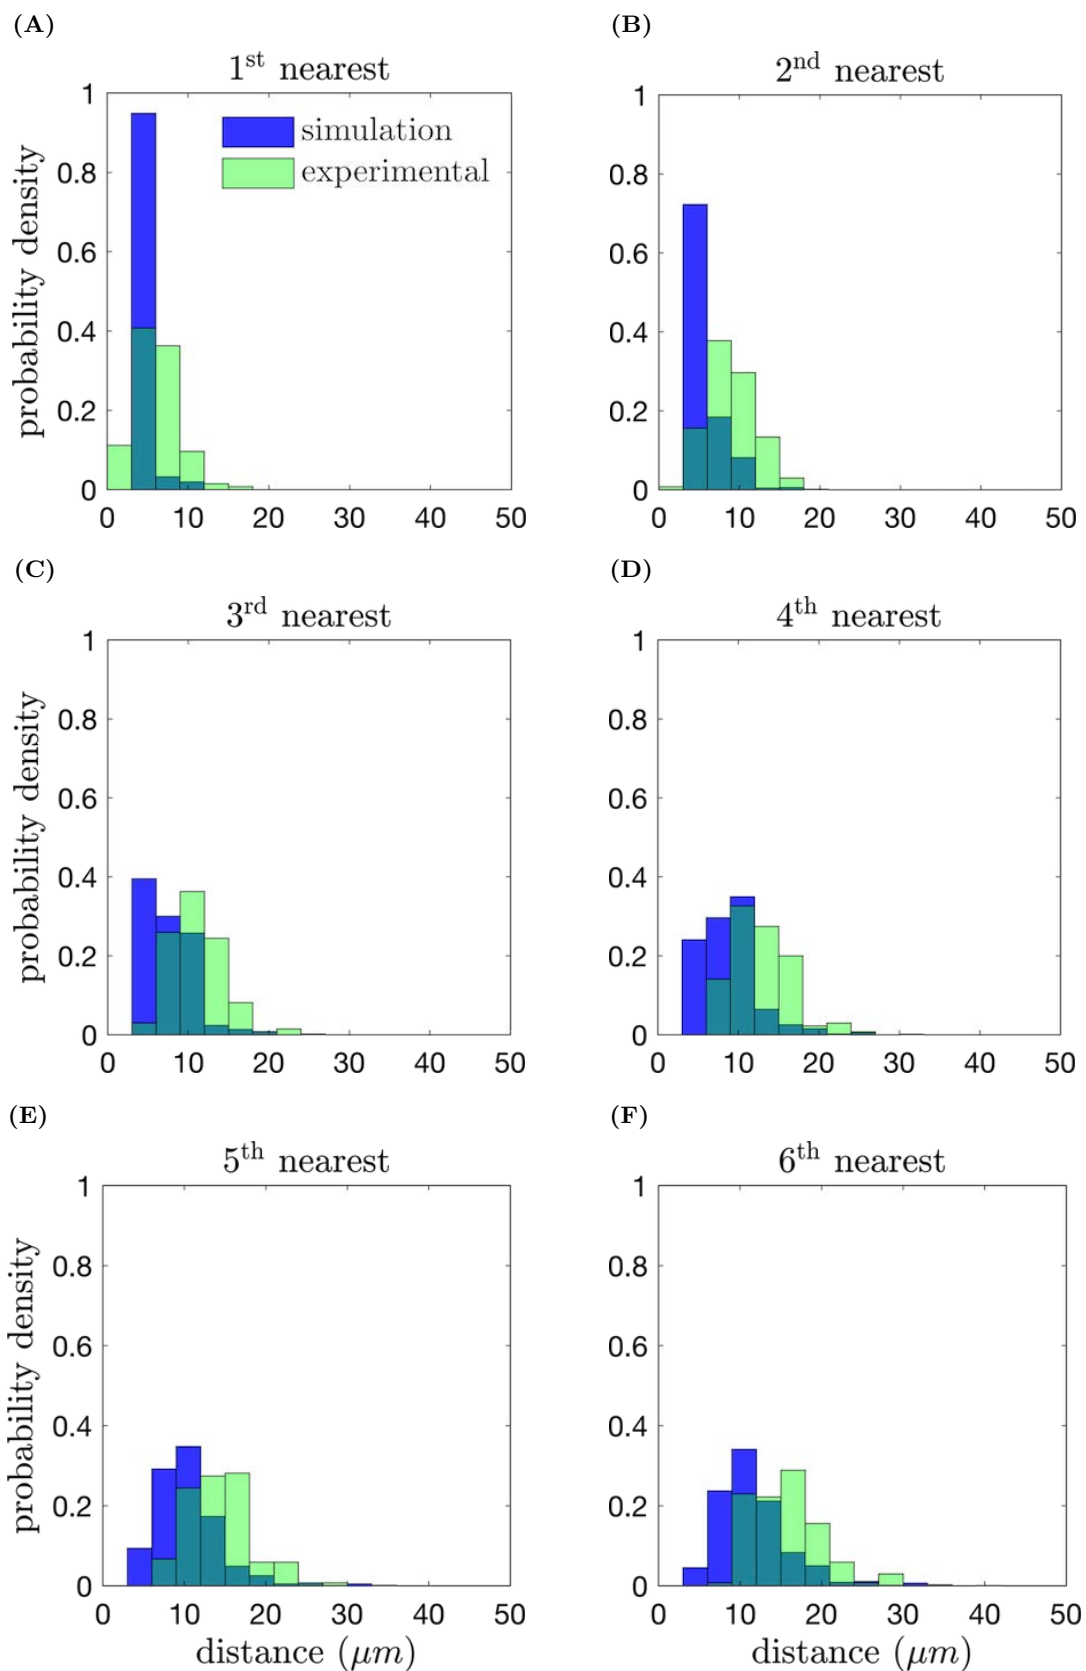 (A)
1st nearest
simulation
experimental
probability density
1
0.8
0.6
0.4
0.2
0
0 10 20 30 40 50
(B)
2nd nearest
1
0.8
0.6
0.4
0.2
0
0 10 20 30 40 50
(C)
3rd nearest
probability density
1
0.8
0.6
0.4
0.2
0
0 10 20 30 40 50
(D)
4th nearest
1
0.8
0.6
0.4
0.2
0
0 10 20 30 40 50
(E)
5th nearest
probability density
1
0.8
0.6
0.4
0.2
0
0 10 20 30 40 50
distance (μm)
(F)
6th nearest
1
0.8
0.6
0.4
0.2
0
0 10 20 30 40 50
distance (μm)